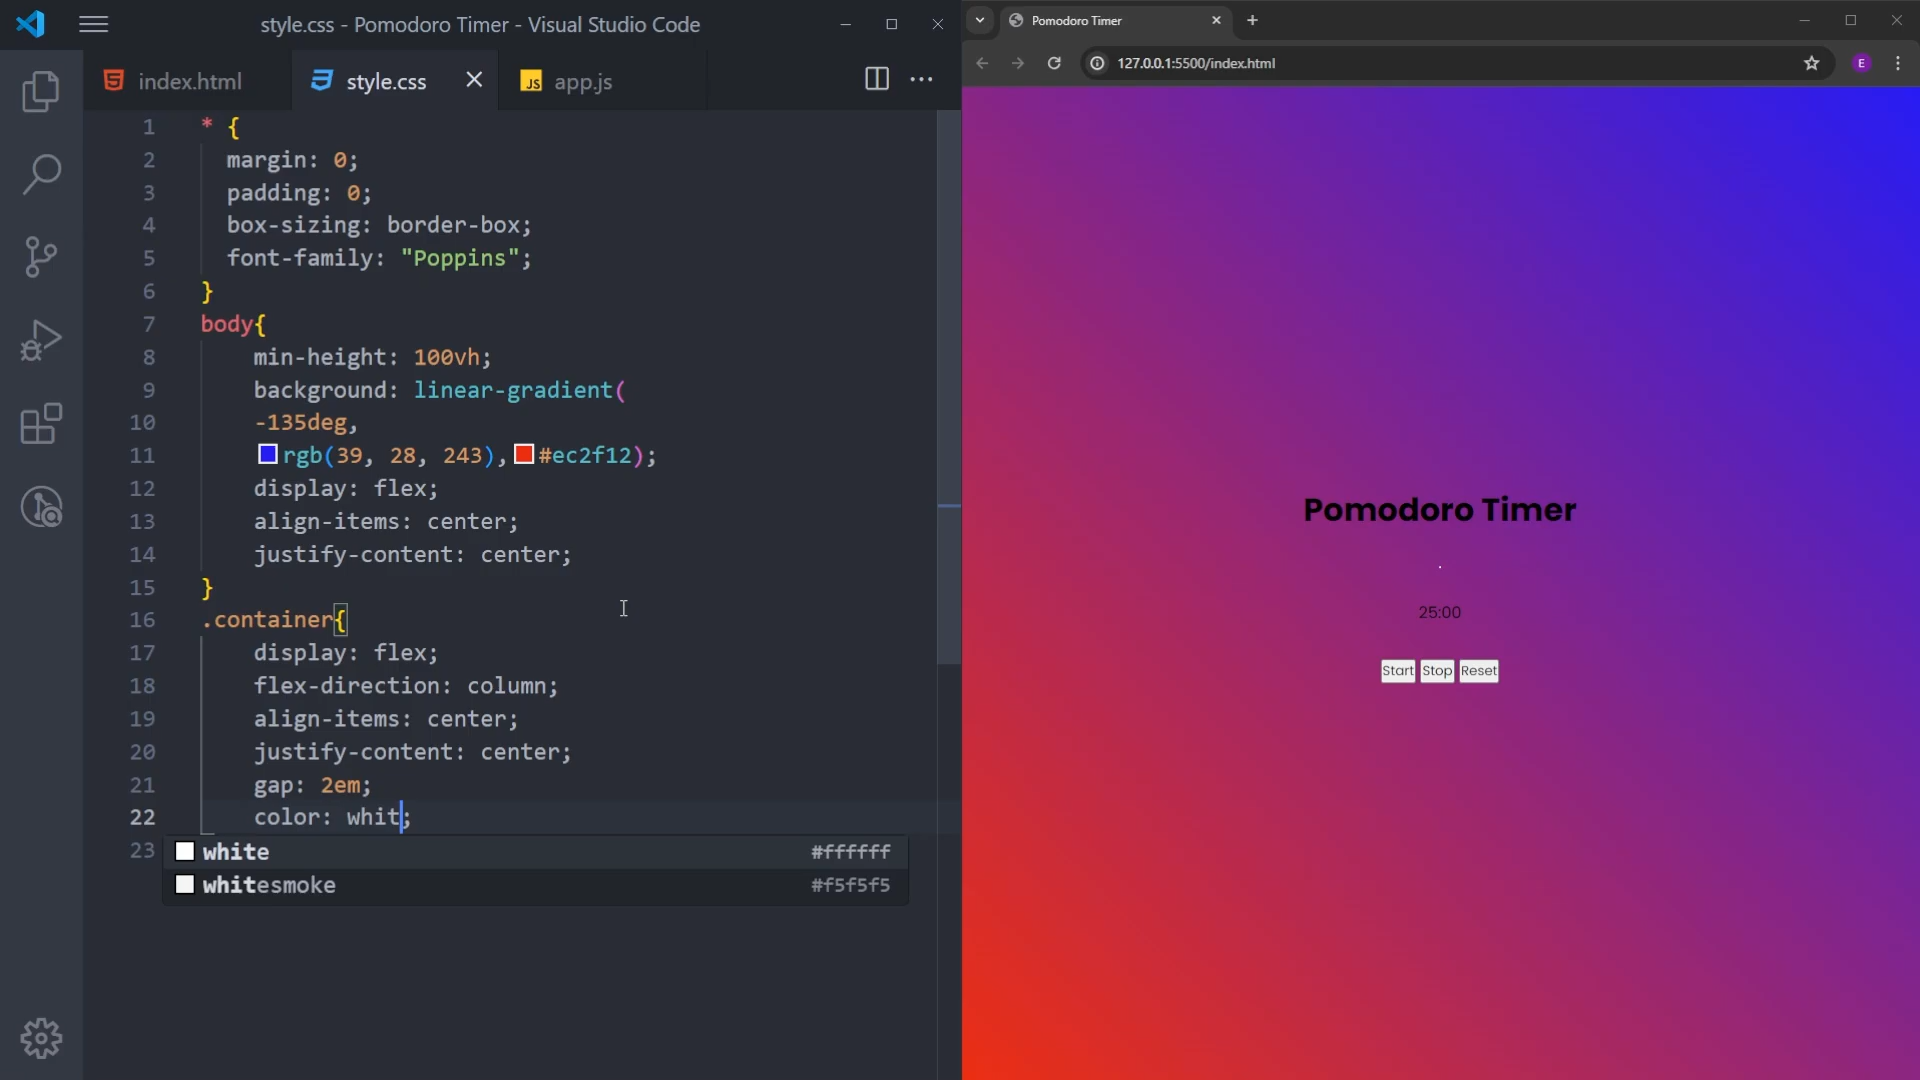 style.css - Pomodoro Timer - Visual Studio Code
index.html
style.css
JS app.js
1 * {
2 margin: 0;
3 padding: 0;
4 box-sizing: border-box;
5 font-family: "Poppins";
6 }
7 body{
8 min-height: 100vh;
9 background: linear-gradient(
10 -135deg,
11 rgb(39, 28, 243), #ec2f12);
12 display: flex;
13 align-items: center;
14 justify-content: center;
15 }
16 .container{
17 display: flex;
18 flex-direction: column;
19 align-items: center;
20 justify-content: center;
21 gap: 2em;
22 color: whit;
23
white #ffffff
whitesmoke #f5f5f5
Pomodoro Timer
127.0.0.1:5500/index.html
E
Pomodoro Timer
25:00
Start Stop Reset